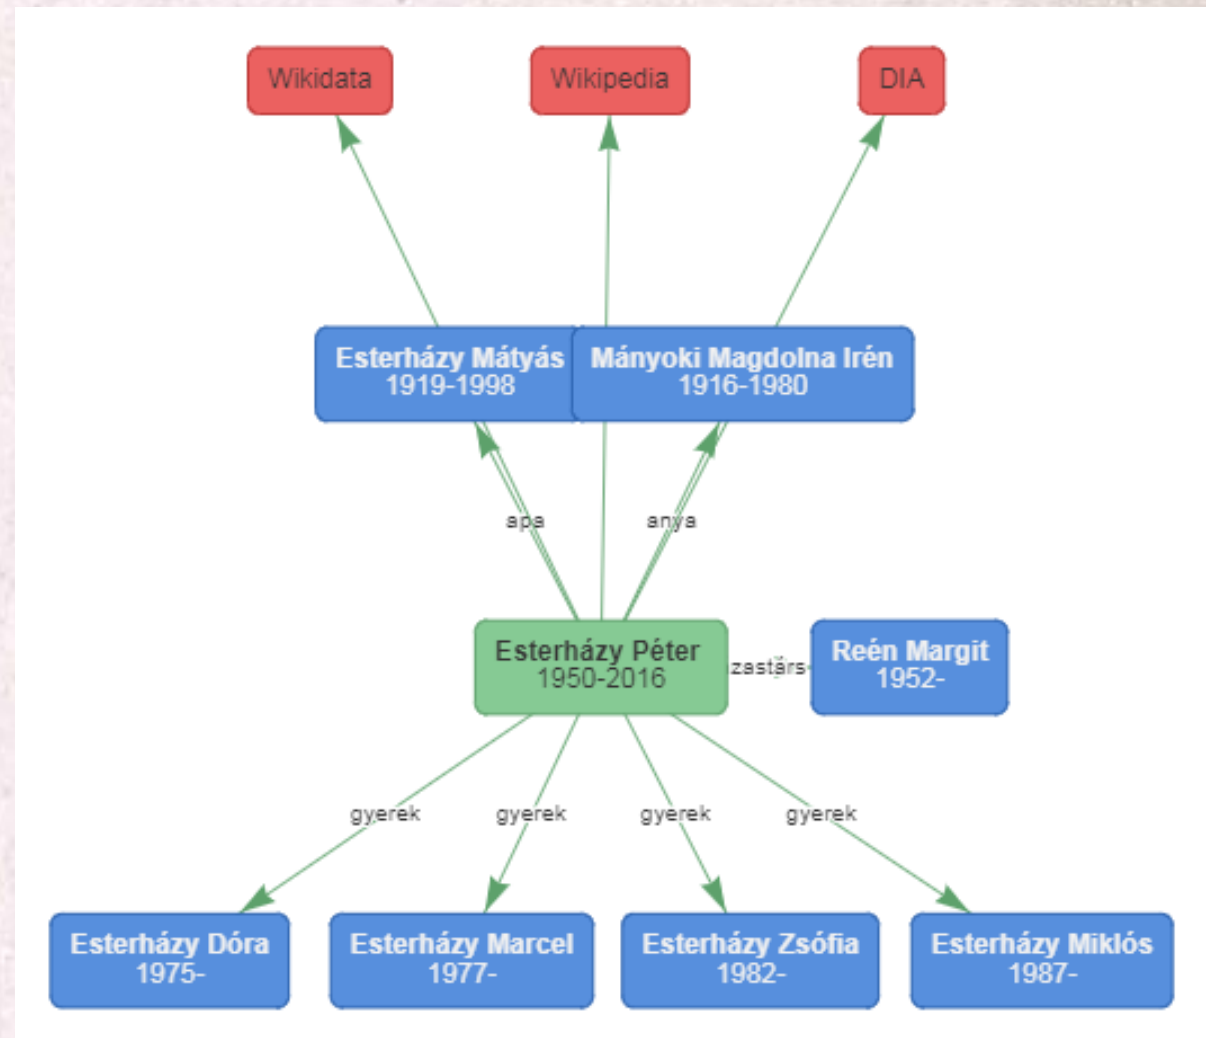 Wikidata
Wikipedia
DIA
Esterházy Mátyás
1919-1998
Mányoki Magdolna Irén
1916-1980
apa
anya
Esterházy Péter
1950-2016
zastárs
Reén Margit
1952-
gyerek
gyerek
gyerek
gyerek
Esterházy Dóra
1975-
Esterházy Marcel
1977-
Esterházy Zsófia
1982-
Esterházy Miklós
1987-